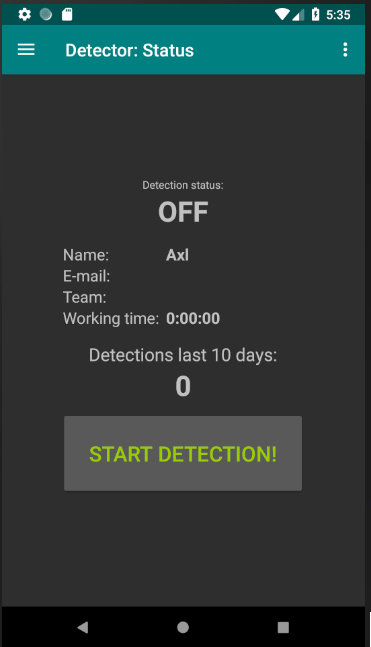 5:35
Detector: Status
Detection status:
OFF
Name: Axl
E-mail:
Team:
Working time: 0:00:00
Detections last 10 days:
0
START DETECTION!